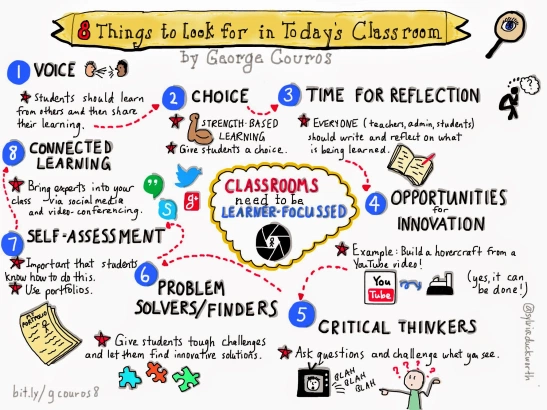 8 Things to Look for in Today's Classroom
by George Couros
1 VOICE
Students should learn
from others and then share
their learning.
2 CHOICE
STRENGTH-BASED
LEARNING
Give students a choice.
3 TIME FOR REFLECTION
EVERYONE (teachers, admin, students)
should write and reflect on what
is being learned.
4 OPPORTUNITIES
for
INNOVATION
Example: Build a hovercraft from a
YouTube video!
You
Tube
(yes, it can
be done!)
5 CRITICAL THINKERS
Ask questions and challenge what you see.
BLAH
BLAH
BLAH
? ? ? ?
6 PROBLEM
SOLVERS/FINDERS
Give students tough challenges
and let them find innovative solutions.
7 SELF-ASSESSMENT
Important that students
know how to do this.
Use portfolios.
PORTFOLIO
8 CONNECTED
LEARNING
Bring experts into your
class via social media
and video-conferencing.
S
g+
CLASSROOMS
need to be
LEARNER-FOCUSSED
8
@sylviaduckworth
bit.ly/gcouros8